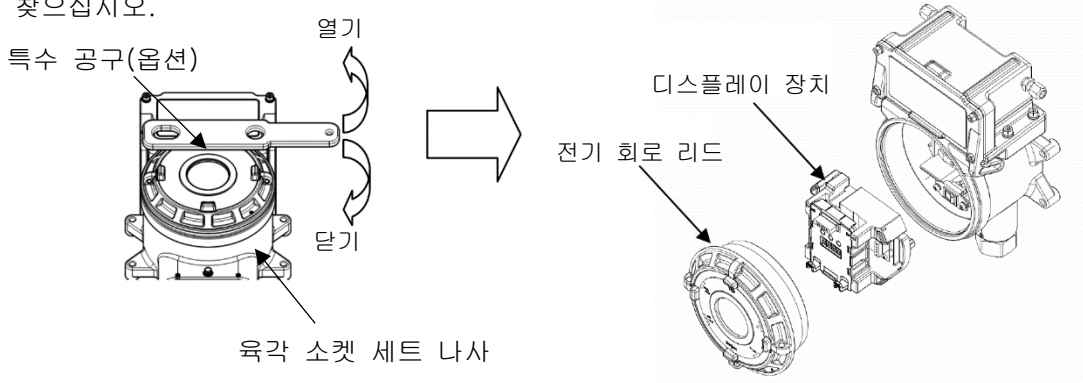 찾으십시오.
특수 공구(옵션)
열기
닫기
육각 소켓 세트 나사
디스플레이 장치
전기 회로 리드